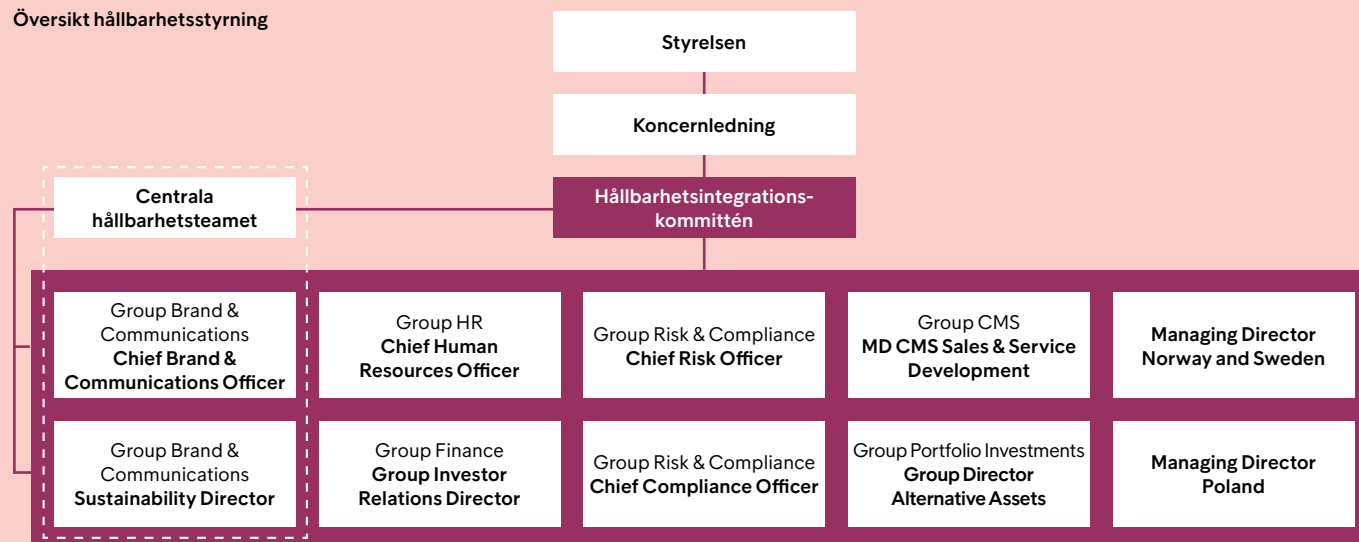 Översikt hållbarhetsstyrning
Styrelsen
Koncernledning
Centrala
hållbarhetsteamet
Hållbarhetsintegrations-
kommittén
Group Brand &
Communications
Chief Brand &
Communications Officer
Group HR
Chief Human
Resources Officer
Group Risk & Compliance
Chief Risk Officer
Group CMS
MD CMS Sales & Service
Development
Managing Director
Norway and Sweden
Group Brand &
Communications
Sustainability Director
Group Finance
Group Investor
Relations Director
Group Risk & Compliance
Chief Compliance Officer
Group Portfolio Investments
Group Director
Alternative Assets
Managing Director
Poland